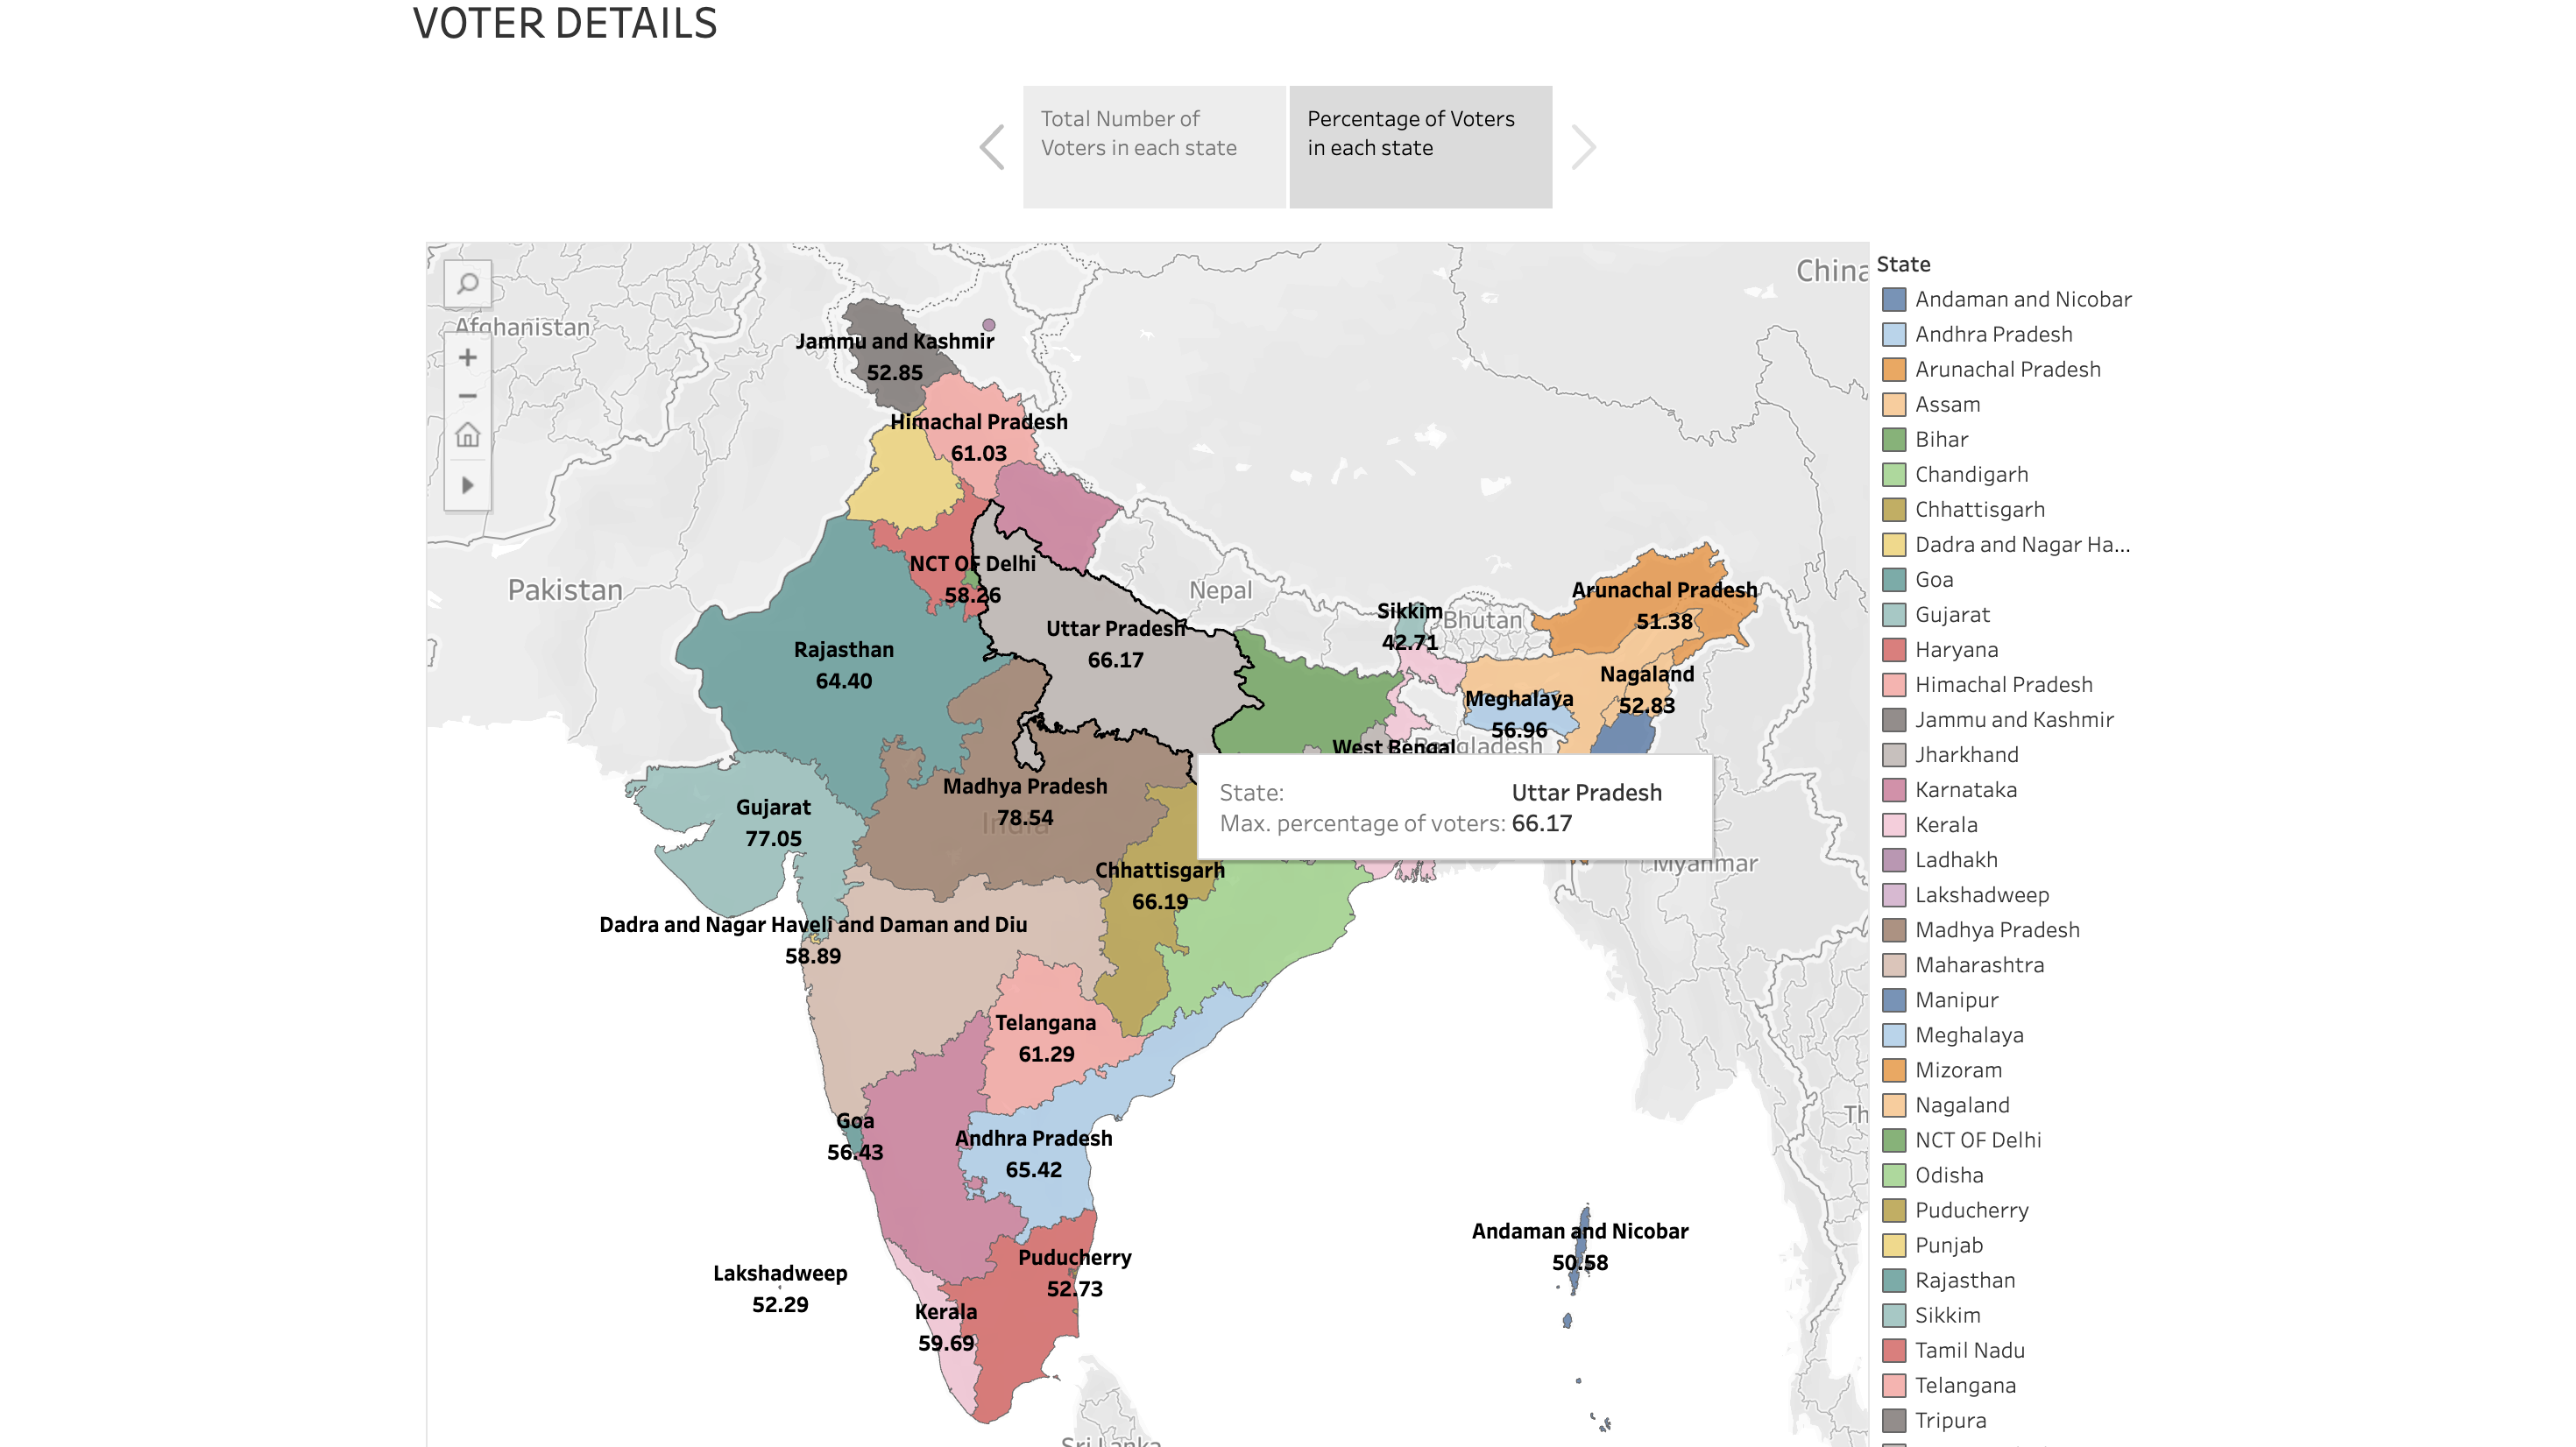 VOTER DETAILS
Total Number of
Voters in each state
Percentage of Voters
in each state
China
State
Andaman and Nicobar
Andhra Pradesh
Arunachal Pradesh
Assam
Bihar
Chandigarh
Chhattisgarh
Dadra and Nagar Ha...
Goa
Gujarat
Haryana
Himachal Pradesh
Jammu and Kashmir
Jharkhand
Karnataka
Kerala
Ladhakh
Lakshadweep
Madhya Pradesh
Maharashtra
Manipur
Meghalaya
Mizoram
Nagaland
NCT OF Delhi
Odisha
Puducherry
Punjab
Rajasthan
Sikkim
Tamil Nadu
Telangana
Tripura
Afghanistan
Jammu and Kashmir
52.85
Himachal Pradesh
61.03
NCT OF Delhi
58.26
Pakistan
Nepal
Bhutan
Sikkim
42.71
Arunachal Pradesh
51.38
Uttar Pradesh
66.17
Rajasthan
64.40
Nagaland
52.83
Meghalaya
56.96
West Bengal
Bangladesh
State: Uttar Pradesh
Max. percentage of voters: 66.17
Madhya Pradesh
78.54
India
Gujarat
77.05
Myanmar
Chhattisgarh
66.19
Dadra and Nagar Haveli and Daman and Diu
58.89
Telangana
61.29
Th
Goa
56.43
Andhra Pradesh
65.42
Andaman and Nicobar
50.58
Puducherry
52.73
Lakshadweep
52.29
Kerala
59.69
Sri Lanka